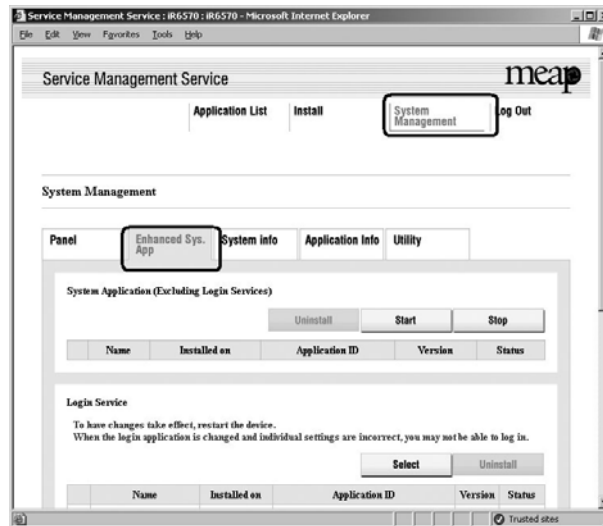 Service Management Service : iR6570 : iR6570 - Microsoft Internet Explorer
File Edit View Favorites Tools Help
Service Management Service
meap
Application List Install System Management Log Out
System Management
Panel Enhanced Sys. App System info Application Info Utility
System Application (Excluding Login Services)
Uninstall Start Stop
Name Installed on Application ID Version Status
Login Service
To have changes take effect, restart the device.
When the login application is changed and individual settings are incorrect, you may not be able to log in.
Select Uninstall
Name Installed on Application ID Version Status
Trusted sites